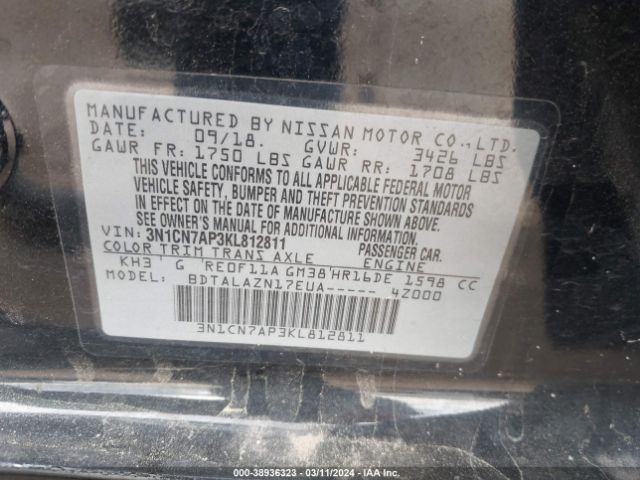 MANUFACTURED BY NISSAN MOTOR CO.,LTD.
DATE: 09/18. GVWR: 3426 LBS
GAWR FR: 1750 LBS GAWR RR: 1708 LBS
THIS VEHICLE CONFORMS TO ALL APPLICABLE FEDERAL MOTOR
VEHICLE SAFETY, BUMPER AND THEFT PREVENTION STANDARDS
IN EFFECT ON THE DATE OF MANUFACTURE SHOWN ABOVE.
SEE OWNER'S MANUAL FOR ADDITIONAL INFORMATION.
VIN: 3N1CN7AP3KL812811 PASSENGER CAR.
COLOR TRIM TRANS AXLE ENGINE
KH3 ' G REOF11A GM38'HR16DE 1598 CC
MODEL: BDTALAZN17EUA----- 4Z000
3N1CN7AP3KL812811
000-38936323 - 03/11/2024 - IAA Inc.